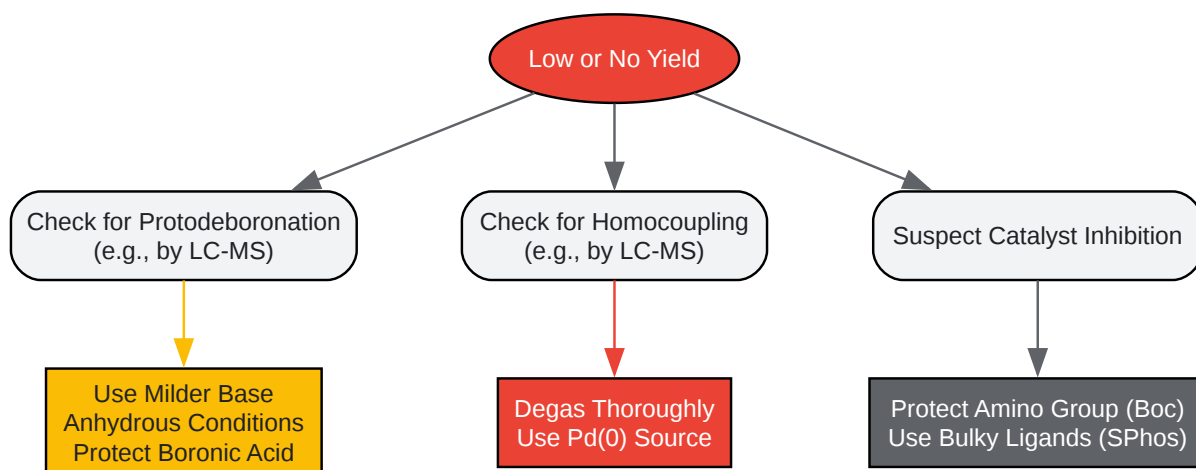 Low or No Yield
Check for Protodeboronation
(e.g., by LC-MS)
Check for Homocoupling
(e.g., by LC-MS)
Suspect Catalyst Inhibition
Use Milder Base
Anhydrous Conditions
Protect Boronic Acid
Degas Thoroughly
Use Pd(0) Source
Protect Amino Group (Boc)
Use Bulky Ligands (SPhos)